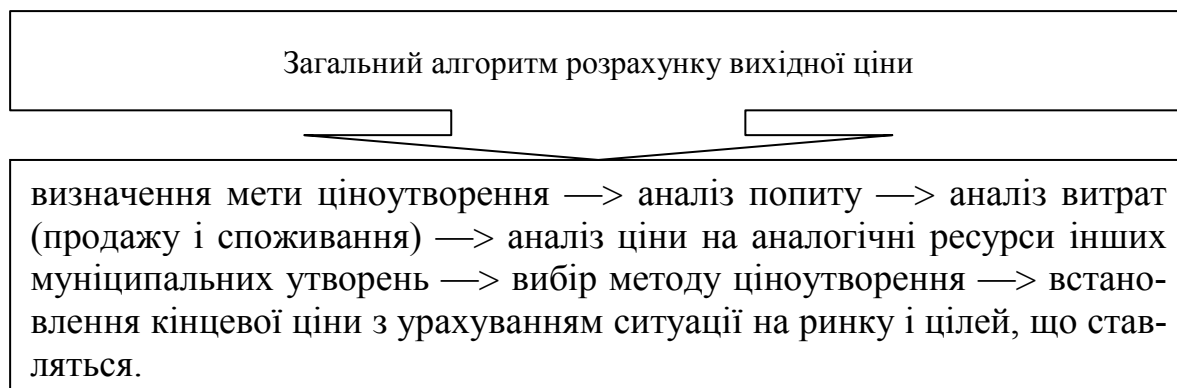 Загальний алгоритм розрахунку вихідної ціни
визначення мети ціноутворення —> аналіз попиту —> аналіз витрат
(продажу і споживання) —> аналіз ціни на аналогічні ресурси інших
муніципальних утворень —> вибір методу ціноутворення —> встано-
влення кінцевої ціни з урахуванням ситуації на ринку і цілей, що став-
ляться.